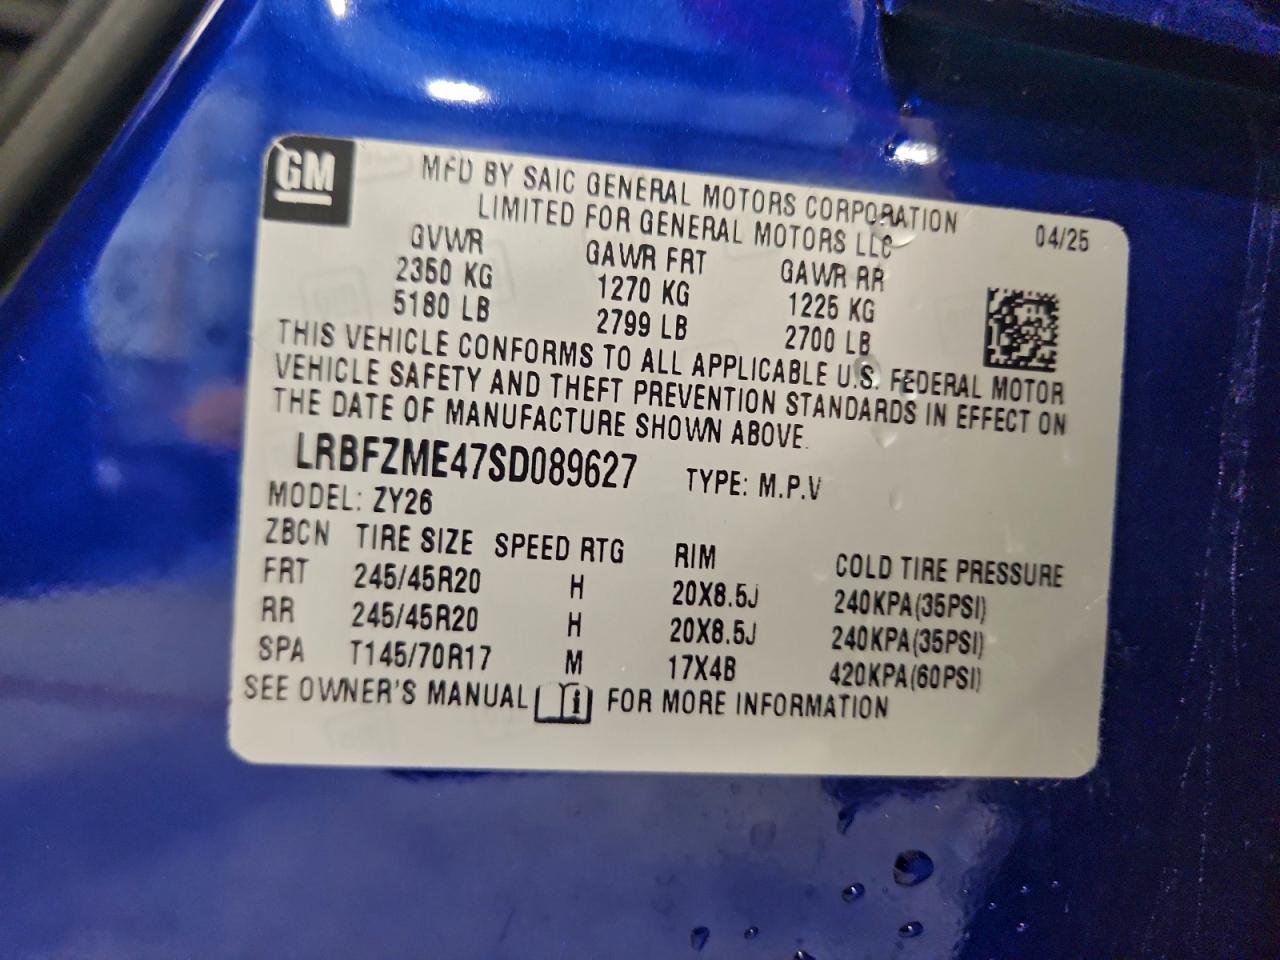 GM
MFD BY SAIC GENERAL MOTORS CORPORATION
LIMITED FOR GENERAL MOTORS LLC
04/25
GVWR GAWR FRT GAWR RR
2350 KG 1270 KG 1225 KG
5180 LB 2799 LB 2700 LB
THIS VEHICLE CONFORMS TO ALL APPLICABLE U.S. FEDERAL MOTOR
VEHICLE SAFETY AND THEFT PREVENTION STANDARDS IN EFFECT ON
THE DATE OF MANUFACTURE SHOWN ABOVE.
LRBFZME47SD089627 TYPE: M.P.V
MODEL: ZY26
ZBCN TIRE SIZE SPEED RTG RIM COLD TIRE PRESSURE
FRT 245/45R20 H 20X8.5J 240KPA(35PSI)
RR 245/45R20 H 20X8.5J 240KPA(35PSI)
SPA T145/70R17 M 17X4B 420KPA(60PSI)
SEE OWNER'S MANUAL FOR MORE INFORMATION